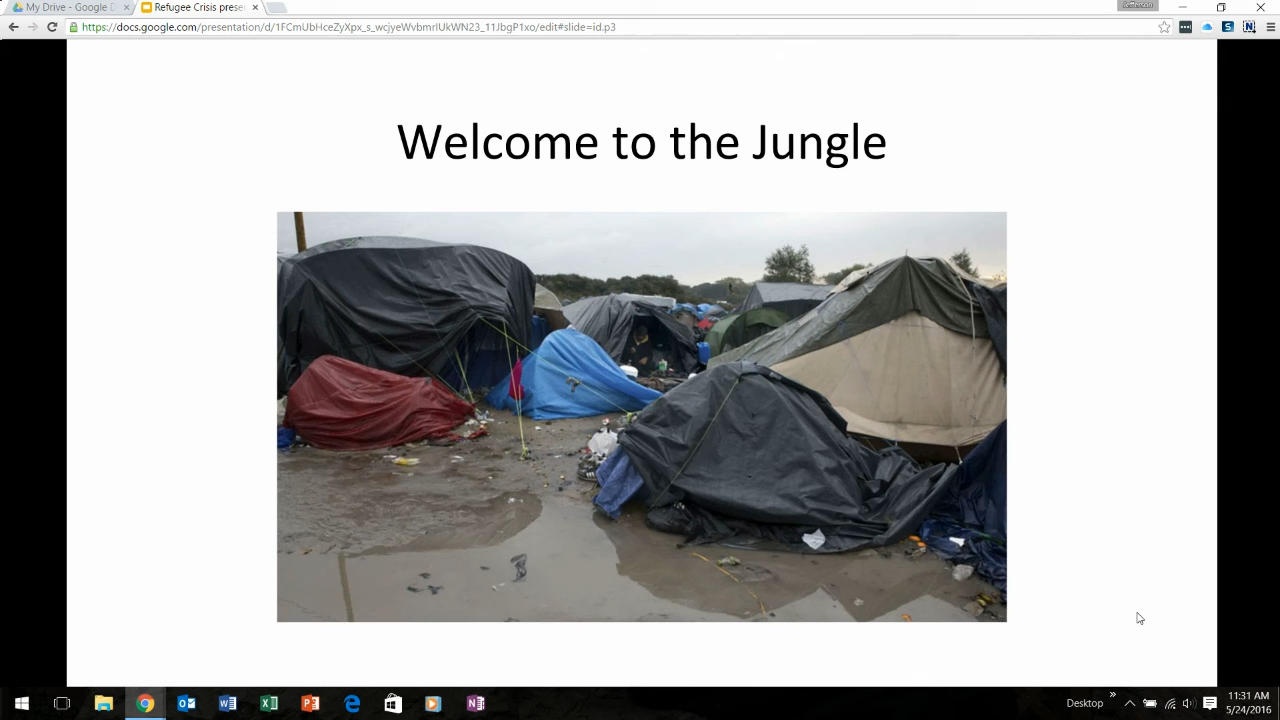 My Drive - Google D
Refugee Crisis prese
https://docs.google.com/presentation/d/1FCmUbHceZyXpx_s_wcjyeWvbmrIUkWN23_11JbgP1xo/edit#slide=id.p3
Welcome to the Jungle
Desktop
11:31 AM
5/24/2016